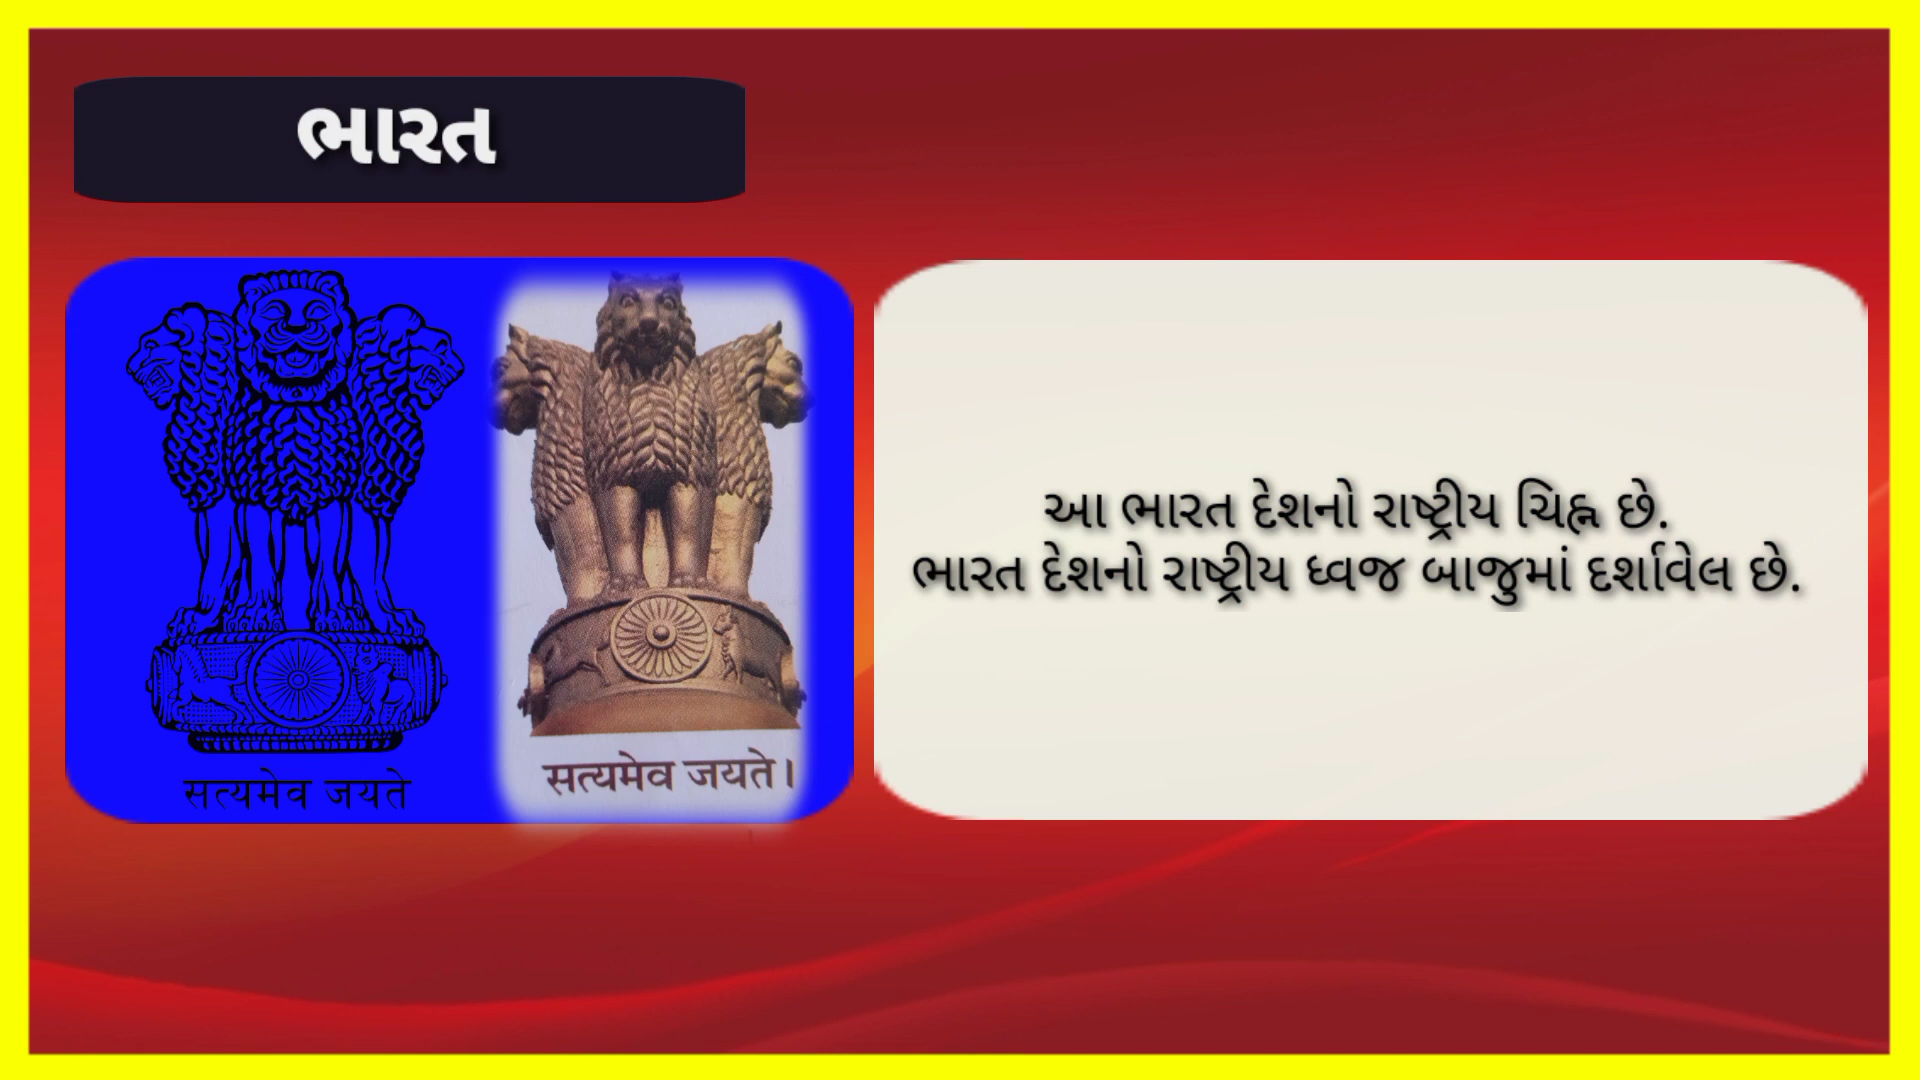 ભારત
सत्यमेव जयते
सत्यमेव जयते।
આ ભારત દેશનો રાષ્ટ્રીય ચિહ્ન છે.
ભારત દેશનો રાષ્ટ્રીય ધ્વજ બાજુમાં દર્શાવેલ છે.